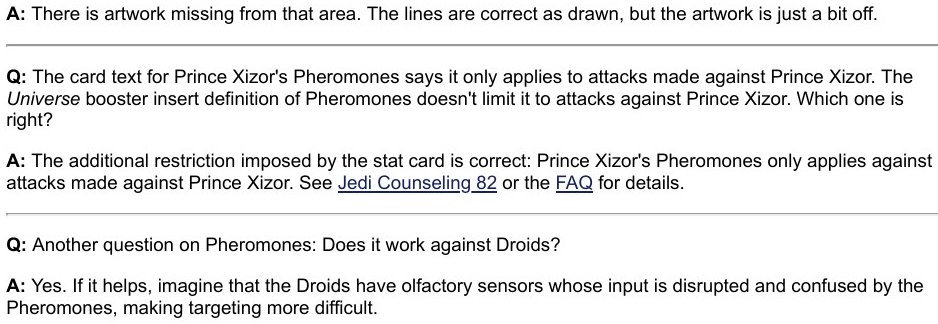 A: There is artwork missing from that area. The lines are correct as drawn, but the artwork is just a bit off.
Q: The card text for Prince Xizor's Pheromones says it only applies to attacks made against Prince Xizor. The
Universe booster insert definition of Pheromones doesn't limit it to attacks against Prince Xizor. Which one is
right?
A: The additional restriction imposed by the stat card is correct: Prince Xizor's Pheromones only applies against
attacks made against Prince Xizor. See Jedi Counseling 82 or the FAQ for details.
Q: Another question on Pheromones: Does it work against Droids?
A: Yes. If it helps, imagine that the Droids have olfactory sensors whose input is disrupted and confused by the
Pheromones, making targeting more difficult.